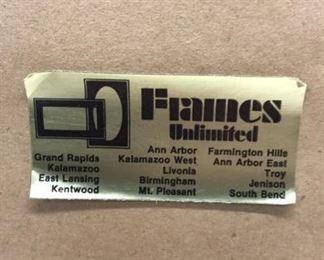 Frames
Unlimited
Ann Arbor Farmington Hills
Grand Rapids Kalamazoo West Ann Arbor East
Kalamazoo Livonia Troy
East Lansing Birmingham Jenison
Kentwood Mt. Pleasant South Bend